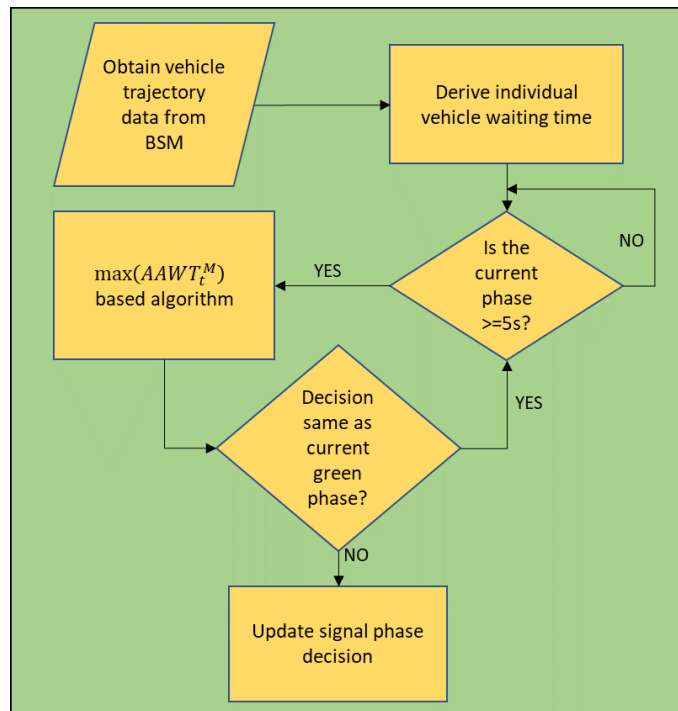 Obtain vehicle
trajectory
data from
BSM
Derive individual
vehicle waiting time
NO
Is the
current
phase
>=5s?
YES
max(AAWT_t^M)
based algorithm
Decision
same as
current
green
phase?
YES
NO
Update signal phase
decision